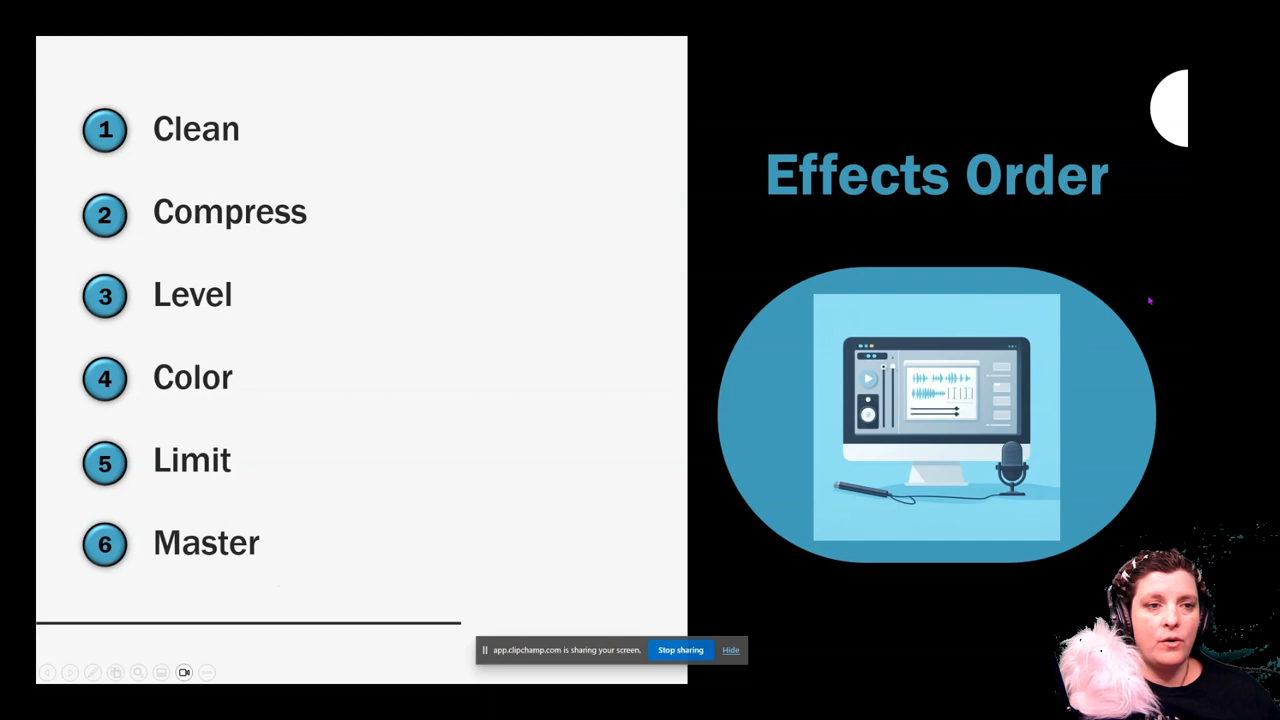 1 Clean
2 Compress
3 Level
4 Color
5 Limit
6 Master
Effects Order
app.clipchamp.com is sharing your screen. Stop sharing Hide